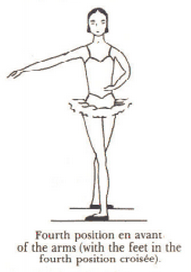 Fourth position en avant
of the arms (with the feet in the
fourth position croisée).